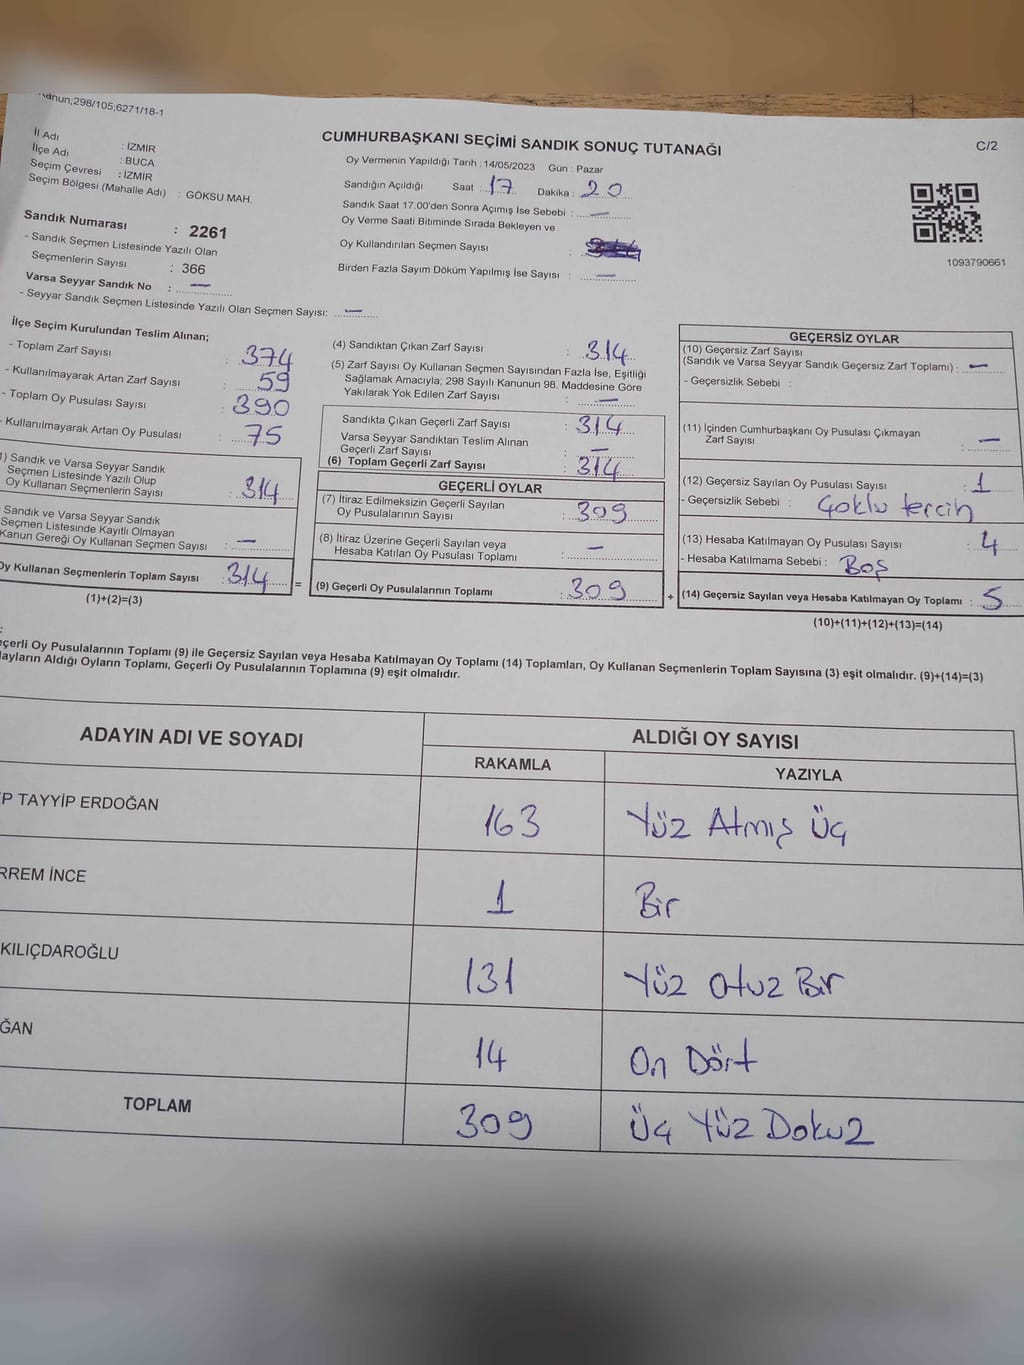 Kanun;298/105;6271/18-1
C/2
CUMHURBAŞKANI SEÇİMİ SANDIK SONUÇ TUTANAĞI
İl Adı : İZMİR
İlçe Adı : BUCA
Seçim Çevresi : İZMİR
Seçim Bölgesi (Mahalle Adı) : GÖKSU MAH.
Sandık Numarası : 2261
- Sandık Seçmen Listesinde Yazılı Olan
Seçmenlerin Sayısı : 366
Varsa Seyyar Sandık No : —
- Seyyar Sandık Seçmen Listesinde Yazılı Olan Seçmen Sayısı: —
Oy Vermenin Yapıldığı Tarih : 14/05/2023 Gün : Pazar
Sandığın Açıldığı Saat : 17 Dakika : 20
Sandık Saat 17.00'den Sonra Açımış İse Sebebi : —
Oy Verme Saati Bitiminde Sırada Bekleyen ve
Oy Kullandırılan Seçmen Sayısı :
Birden Fazla Sayım Döküm Yapılmış İse Sayısı : —
1093790661
İlçe Seçim Kurulundan Teslim Alınan;
- Toplam Zarf Sayısı : 374
- Kullanılmayarak Artan Zarf Sayısı : 59
- Toplam Oy Pusulası Sayısı : 390
- Kullanılmayarak Artan Oy Pusulası : 75
1) Sandık ve Varsa Seyyar Sandık
Seçmen Listesinde Yazılı Olup
Oy Kullanan Seçmenlerin Sayısı : 314
Sandık ve Varsa Seyyar Sandık
Seçmen Listesinde Kayıtlı Olmayan
Kanun Gereği Oy Kullanan Seçmen Sayısı : —
Oy Kullanan Seçmenlerin Toplam Sayısı : 314 =
(1)+(2)=(3)
(4) Sandıktan Çıkan Zarf Sayısı : 314
(5) Zarf Sayısı Oy Kullanan Seçmen Sayısından Fazla İse, Eşitliği
Sağlamak Amacıyla; 298 Sayılı Kanunun 98. Maddesine Göre
Yakılarak Yok Edilen Zarf Sayısı : —
Sandıkta Çıkan Geçerli Zarf Sayısı : 314
Varsa Seyyar Sandıktan Teslim Alınan
Geçerli Zarf Sayısı : —
(6) Toplam Geçerli Zarf Sayısı : 314
GEÇERLİ OYLAR
(7) İtiraz Edilmeksizin Geçerli Sayılan
Oy Pusulalarının Sayısı : 309
(8) İtiraz Üzerine Geçerli Sayılan veya
Hesaba Katılan Oy Pusulası Toplamı : —
(9) Geçerli Oy Pusulalarının Toplamı : 309 +
GEÇERSİZ OYLAR
(10) Geçersiz Zarf Sayısı
(Sandık ve Varsa Seyyar Sandık Geçersiz Zarf Toplamı) : —
- Geçersizlik Sebebi :
(11) İçinden Cumhurbaşkanı Oy Pusulası Çıkmayan
Zarf Sayısı : —
(12) Geçersiz Sayılan Oy Pusulası Sayısı : 1
- Geçersizlik Sebebi : Çoklu tercih
(13) Hesaba Katılmayan Oy Pusulası Sayısı : 4
- Hesaba Katılmama Sebebi : Boş
(14) Geçersiz Sayılan veya Hesaba Katılmayan Oy Toplamı : 5
(10)+(11)+(12)+(13)=(14)
:
eçerli Oy Pusulalarının Toplamı (9) ile Geçersiz Sayılan veya Hesaba Katılmayan Oy Toplamı (14) Toplamları, Oy Kullanan Seçmenlerin Toplam Sayısına (3) eşit olmalıdır. (9)+(14)=(3)
dayların Aldığı Oyların Toplamı, Geçerli Oy Pusulalarının Toplamına (9) eşit olmalıdır.
ADAYIN ADI VE SOYADI
ALDIĞI OY SAYISI
RAKAMLA YAZIYLA
EP TAYYİP ERDOĞAN 163 Yüz Atmış Üç
RREM İNCE 1 Bir
KILIÇDAROĞLU 131 Yüz Otuz Bir
ĞAN 14 On Dört
TOPLAM 309 Üç Yüz Dokuz